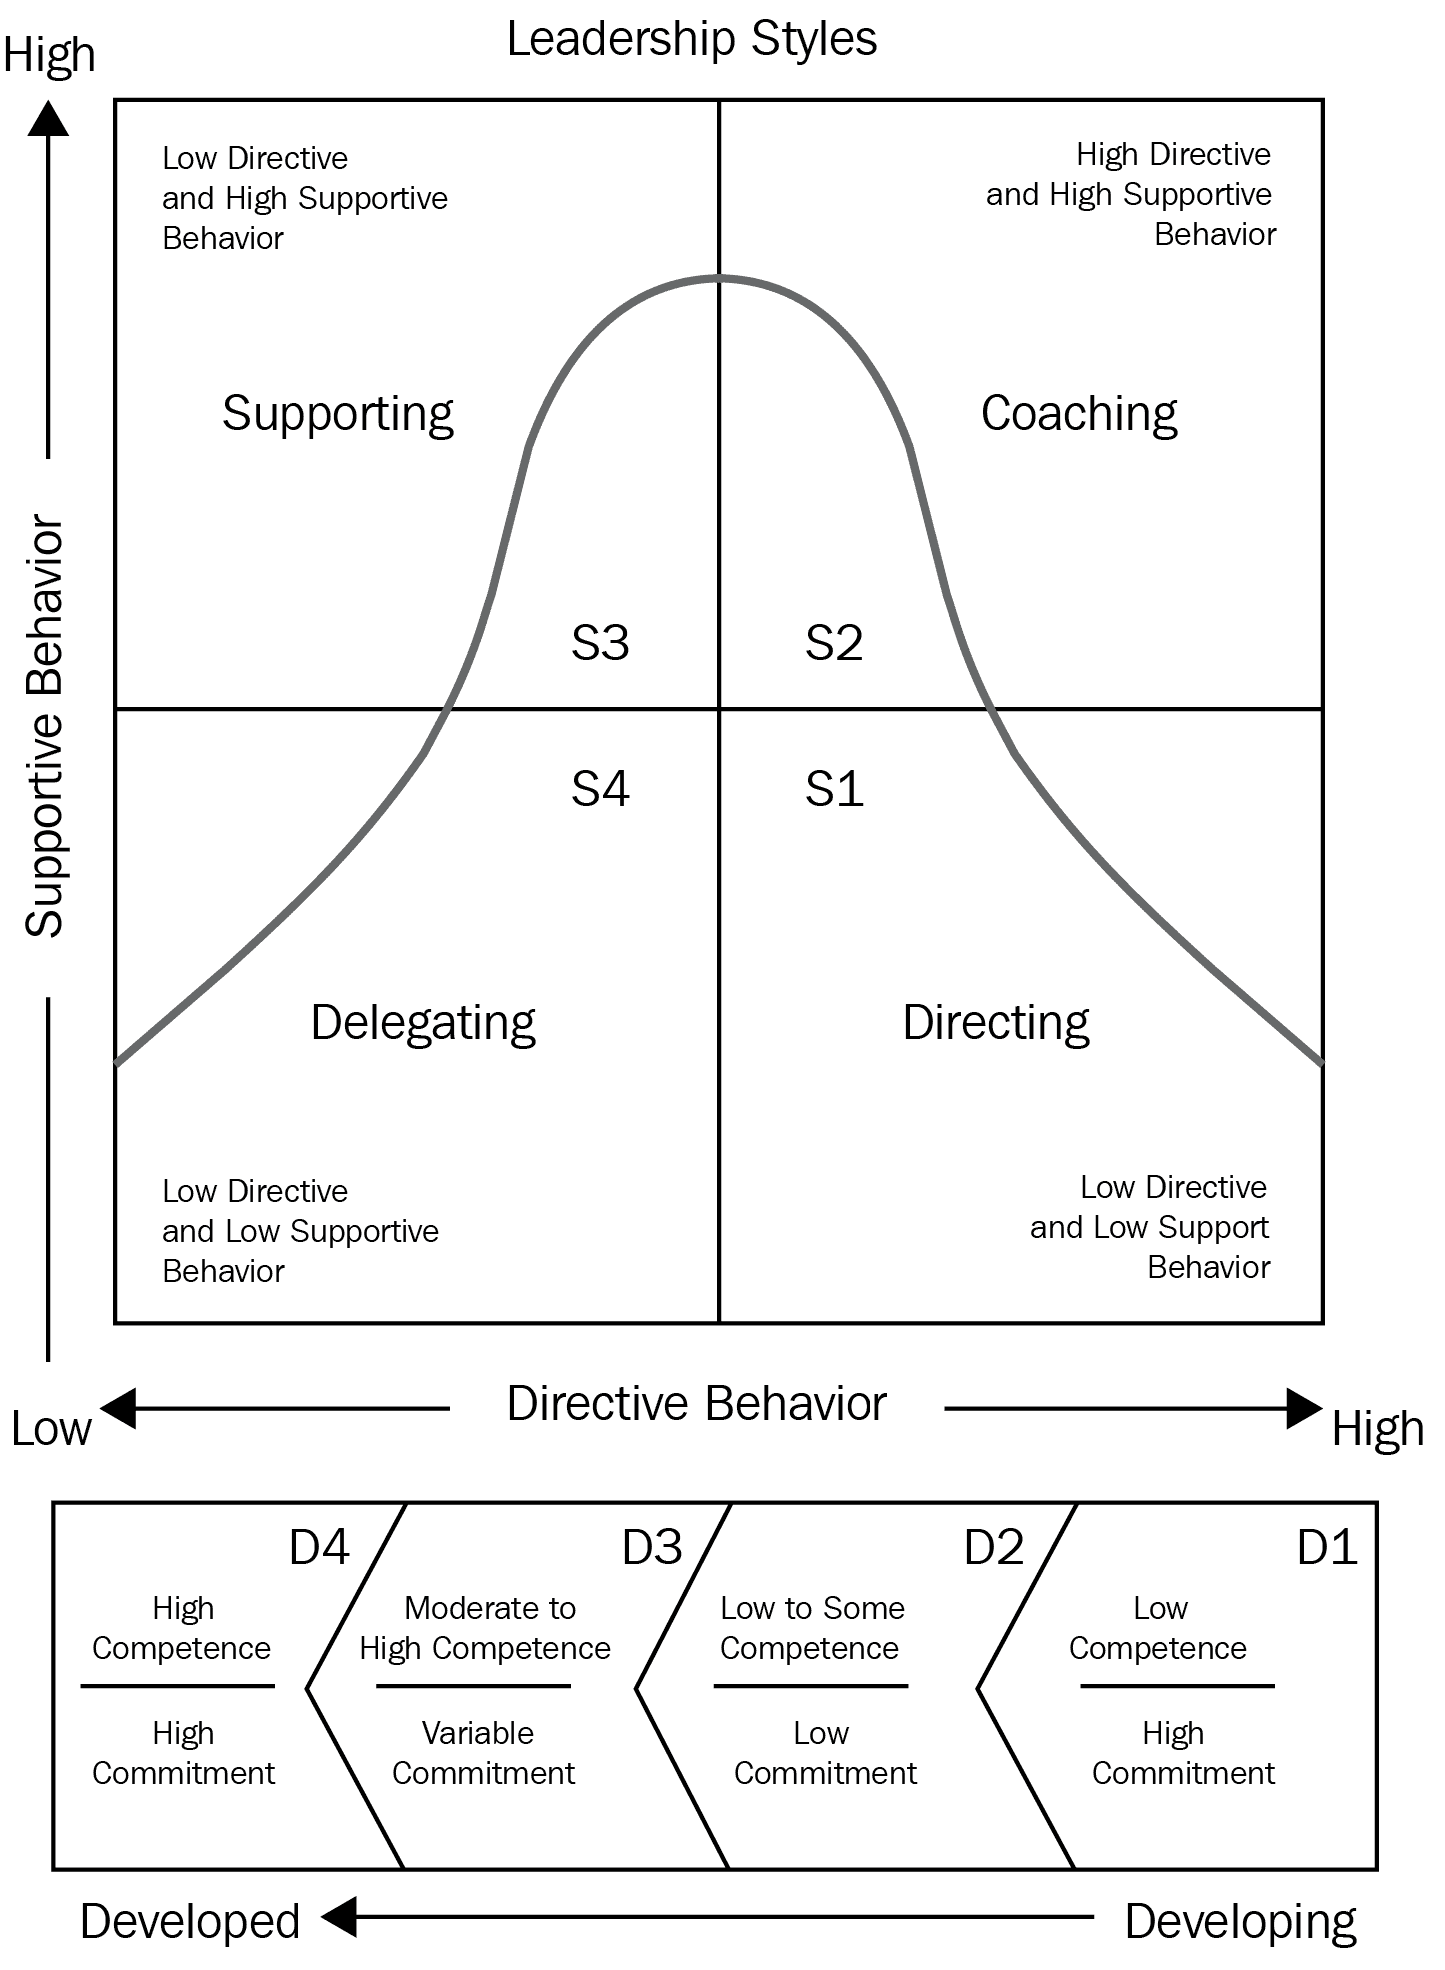 Leadership Styles
High
Low Directive
and High Supportive
Behavior
High Directive
and High Supportive
Behavior
Supporting
Coaching
S3
S2
Supportive Behavior
S4
S1
Delegating
Directing
Low Directive
and Low Supportive
Behavior
Low Directive
and Low Support
Behavior
Low
Directive Behavior
High
D4
High
Competence
High
Commitment
D3
Moderate to
High Competence
Variable
Commitment
D2
Low to Some
Competence
Low
Commitment
D1
Low
Competence
High
Commitment
Developed
Developing